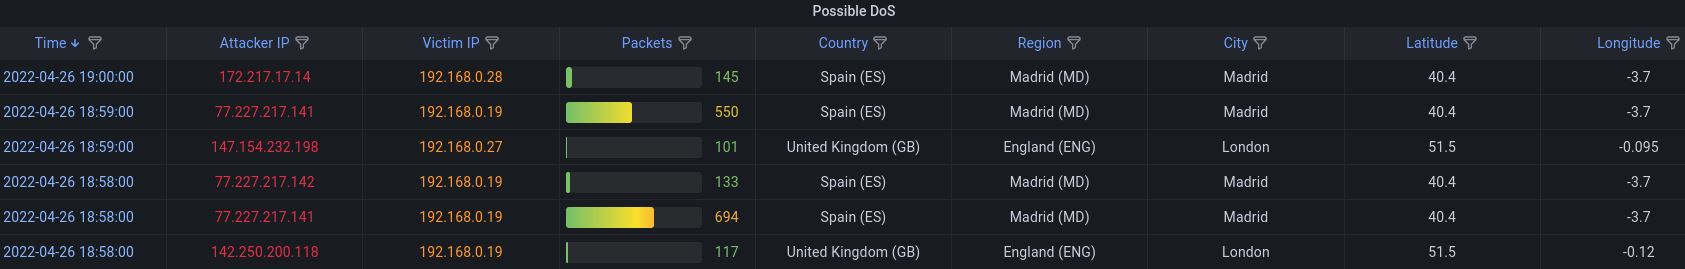 Possible DoS
Time Attacker IP Victim IP Packets Country Region City Latitude Longitude
2022-04-26 19:00:00 172.217.17.14 192.168.0.28 145 Spain (ES) Madrid (MD) Madrid 40.4 -3.7
2022-04-26 18:59:00 77.227.217.141 192.168.0.19 550 Spain (ES) Madrid (MD) Madrid 40.4 -3.7
2022-04-26 18:59:00 147.154.232.198 192.168.0.27 101 United Kingdom (GB) England (ENG) London 51.5 -0.095
2022-04-26 18:58:00 77.227.217.142 192.168.0.19 133 Spain (ES) Madrid (MD) Madrid 40.4 -3.7
2022-04-26 18:58:00 77.227.217.141 192.168.0.19 694 Spain (ES) Madrid (MD) Madrid 40.4 -3.7
2022-04-26 18:58:00 142.250.200.118 192.168.0.19 117 United Kingdom (GB) England (ENG) London 51.5 -0.12